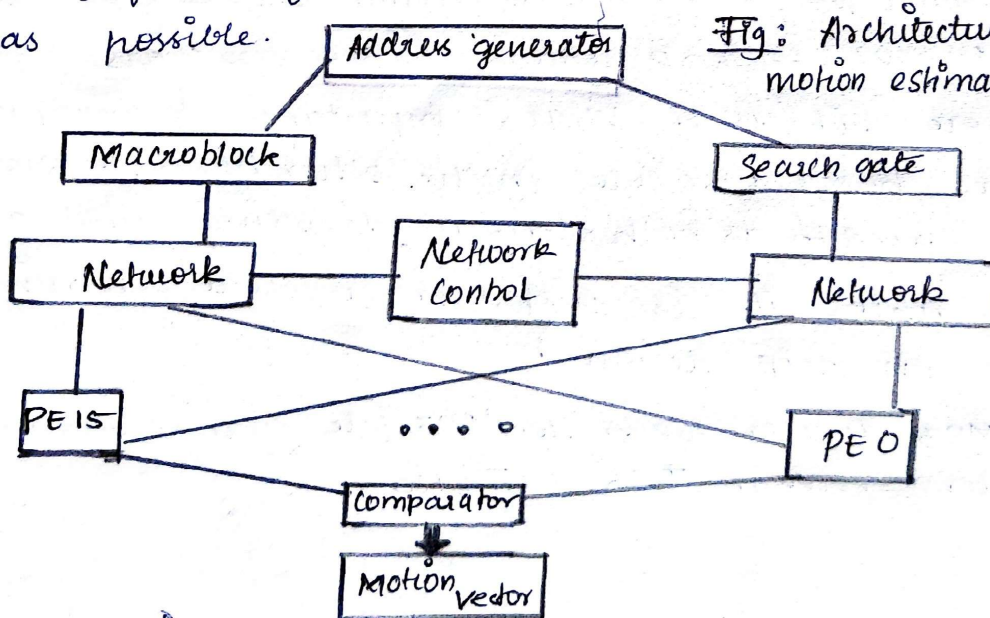 as possible.
Fig: Architectu
motion estima
Address generator
Macroblock
Search gate
Network
Network
Control
Network
PE 15
PE 0
Comparator
Motion vector